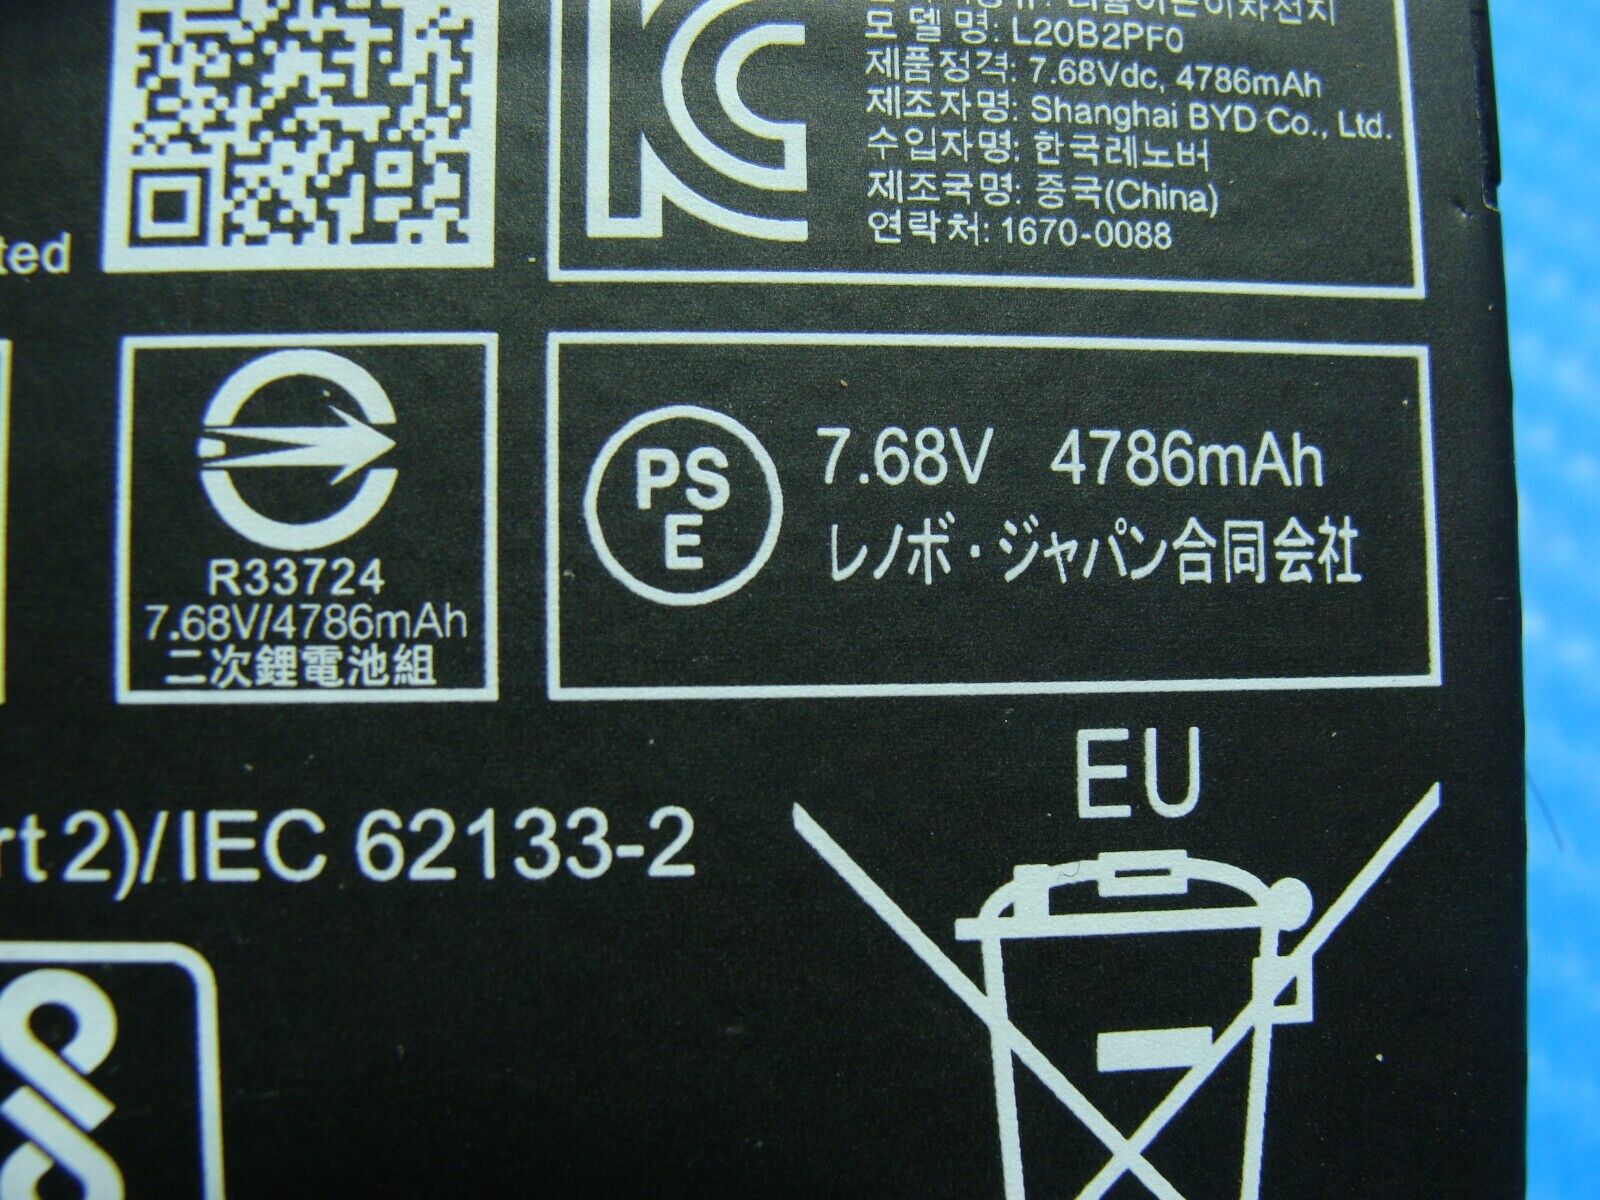 모델명: L20B2PF0
제품정격: 7.68Vdc, 4786mAh
제조자명: Shanghai BYD Co., Ltd.
수입자명: 한국레노버
제조국명: 중국(China)
연락처: 1670-0088
ted
R33724
7.68V/4786mAh
二次鋰電池組
PS
E
7.68V 4786mAh
レノボ・ジャパン合同会社
EU
rt 2)/IEC 62133-2